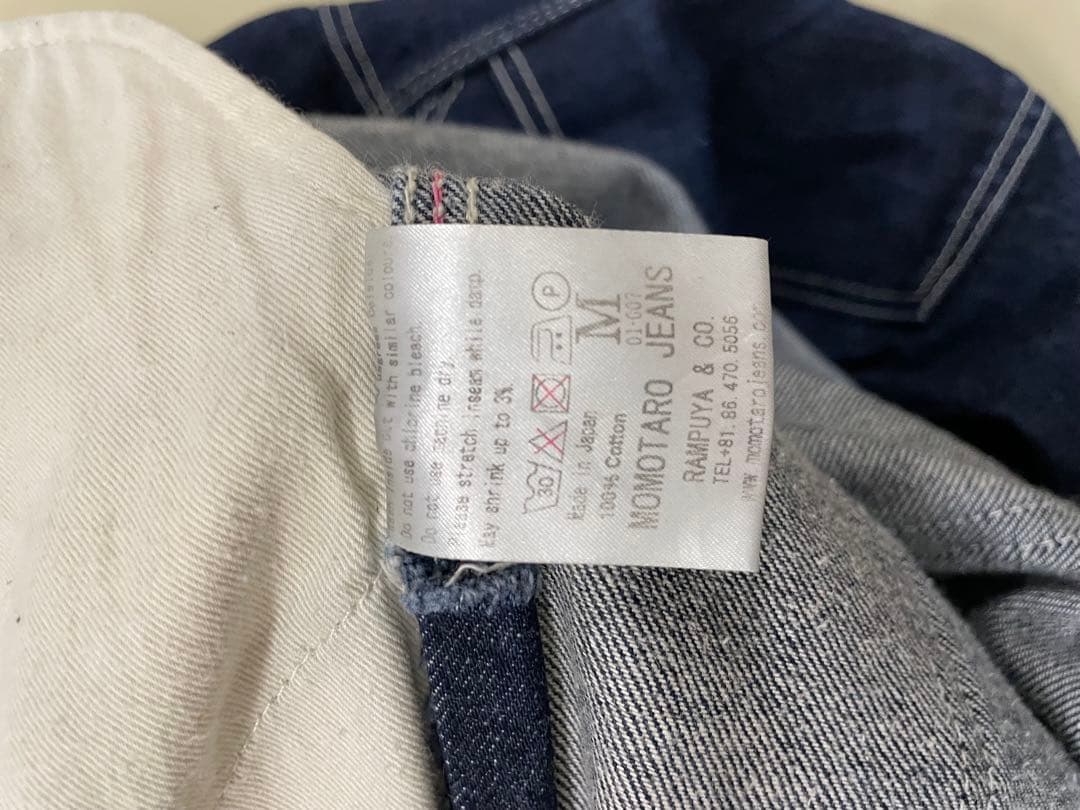 with similar colours
Do not use chlorine bleach.
Do not use machine dry.
Please stretch inseam while damp.
May shrink up to 3%
30 P
Made in Japan
100% Cotton
M
01-007
MOMOTARO JEANS
RAMPUYA & CO.
TEL+81.86.470.5056
www.momotarojeans.com